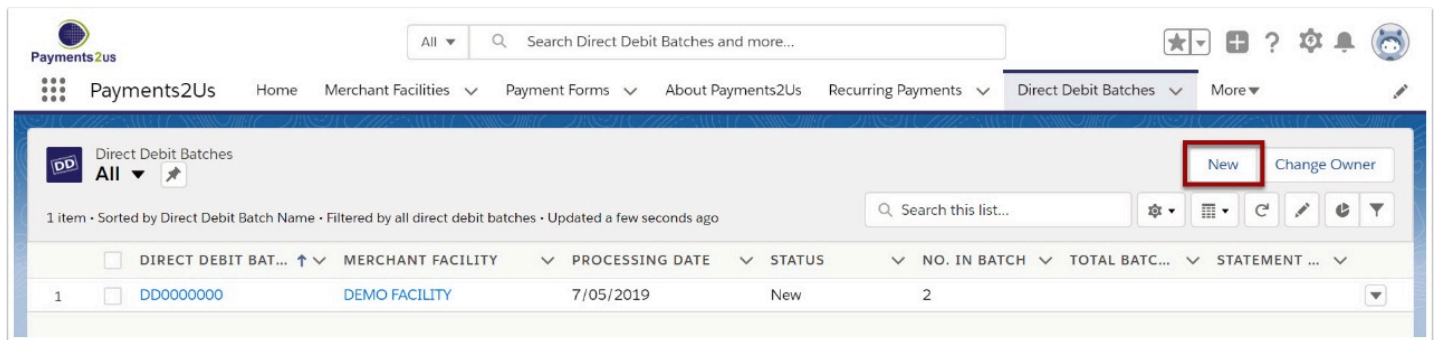 Payments2us
All
Search Direct Debit Batches and more...
Payments2Us Home Merchant Facilities Payment Forms About Payments2Us Recurring Payments Direct Debit Batches More
DD
Direct Debit Batches
All
New Change Owner
1 item • Sorted by Direct Debit Batch Name • Filtered by all direct debit batches • Updated a few seconds ago
Search this list...
DIRECT DEBIT BAT... MERCHANT FACILITY PROCESSING DATE STATUS NO. IN BATCH TOTAL BATC... STATEMENT ...
1 DD0000000 DEMO FACILITY 7/05/2019 New 2